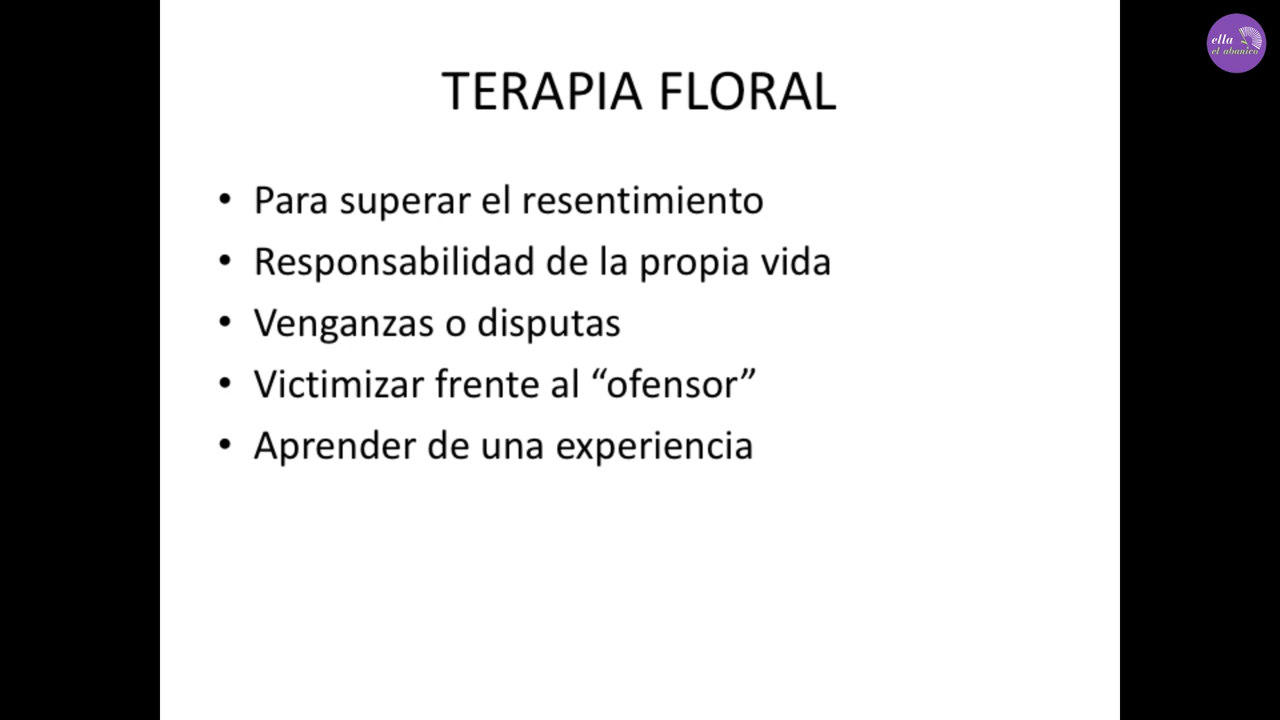 ella
el abanico
TERAPIA FLORAL
• Para superar el resentimiento
• Responsabilidad de la propia vida
• Venganzas o disputas
• Victimizar frente al “ofensor”
• Aprender de una experiencia